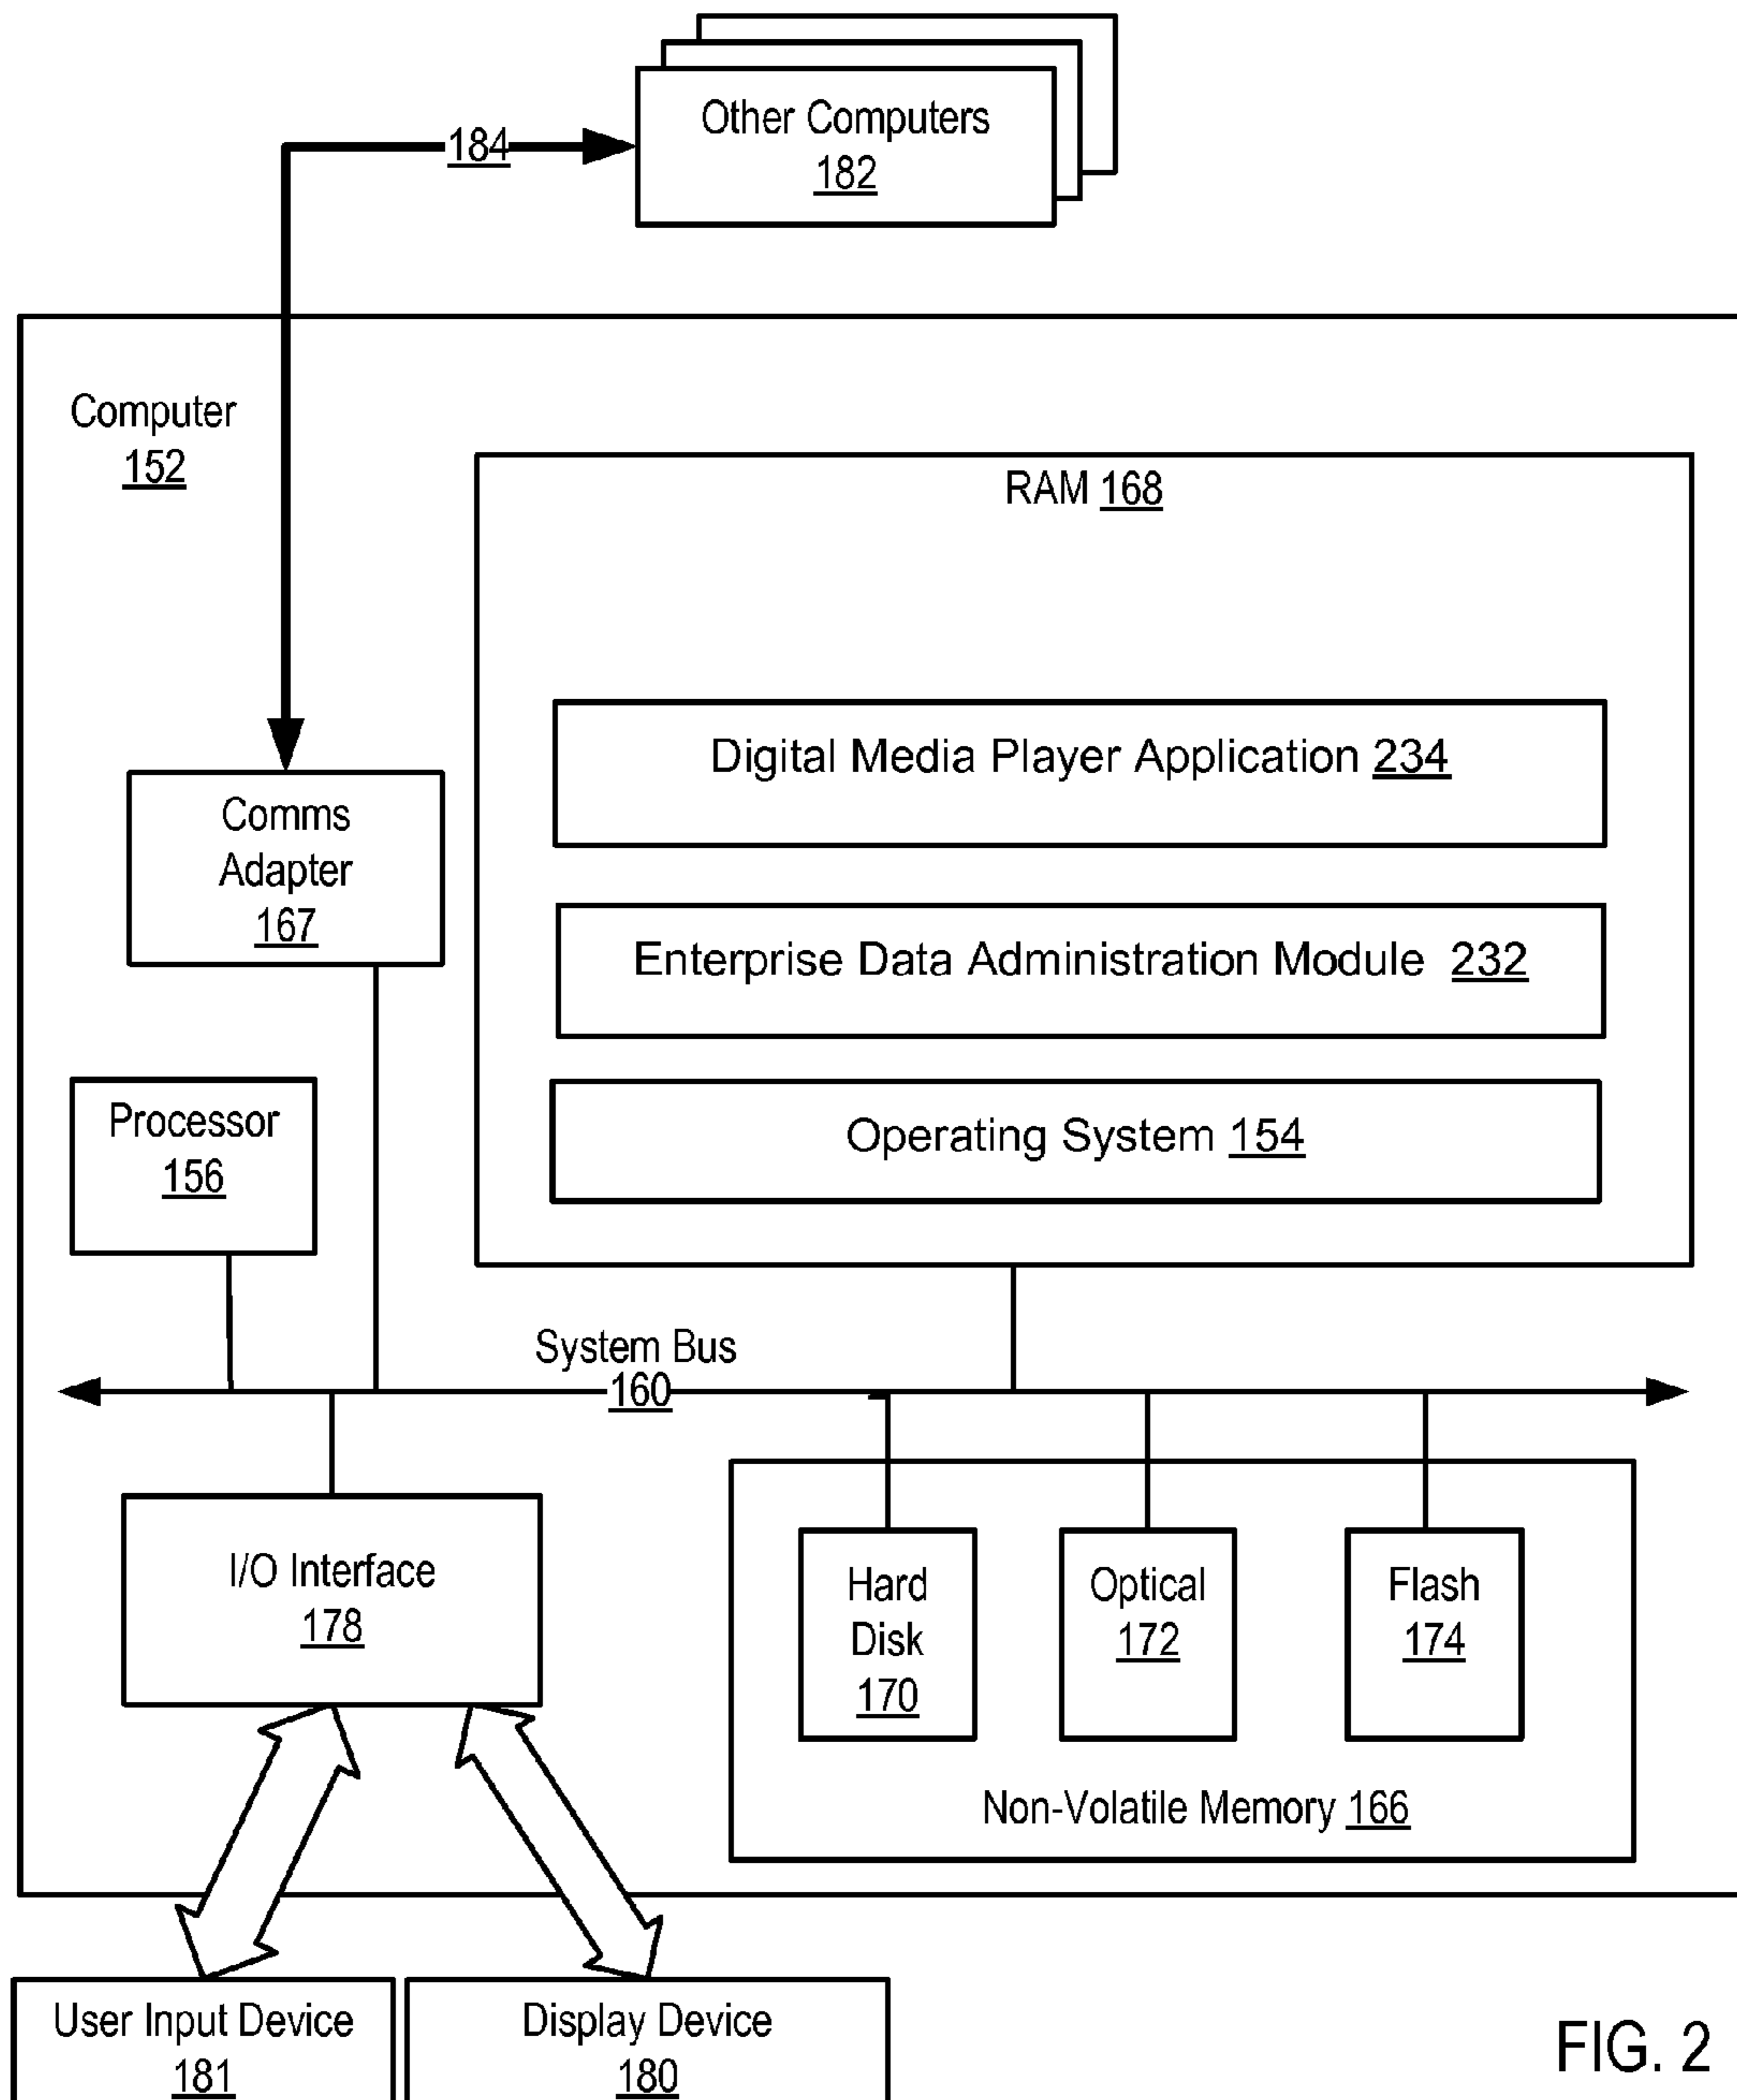 Other Computers
182
184
Computer
152
RAM 168
Digital Media Player Application 234
Comms
Adapter
167
Enterprise Data Administration Module 232
Processor
156
Operating System 154
System Bus
160
I/O Interface
178
Hard
Disk
170
Optical
172
Flash
174
Non-Volatile Memory 166
User Input Device
181
Display Device
180
FIG. 2